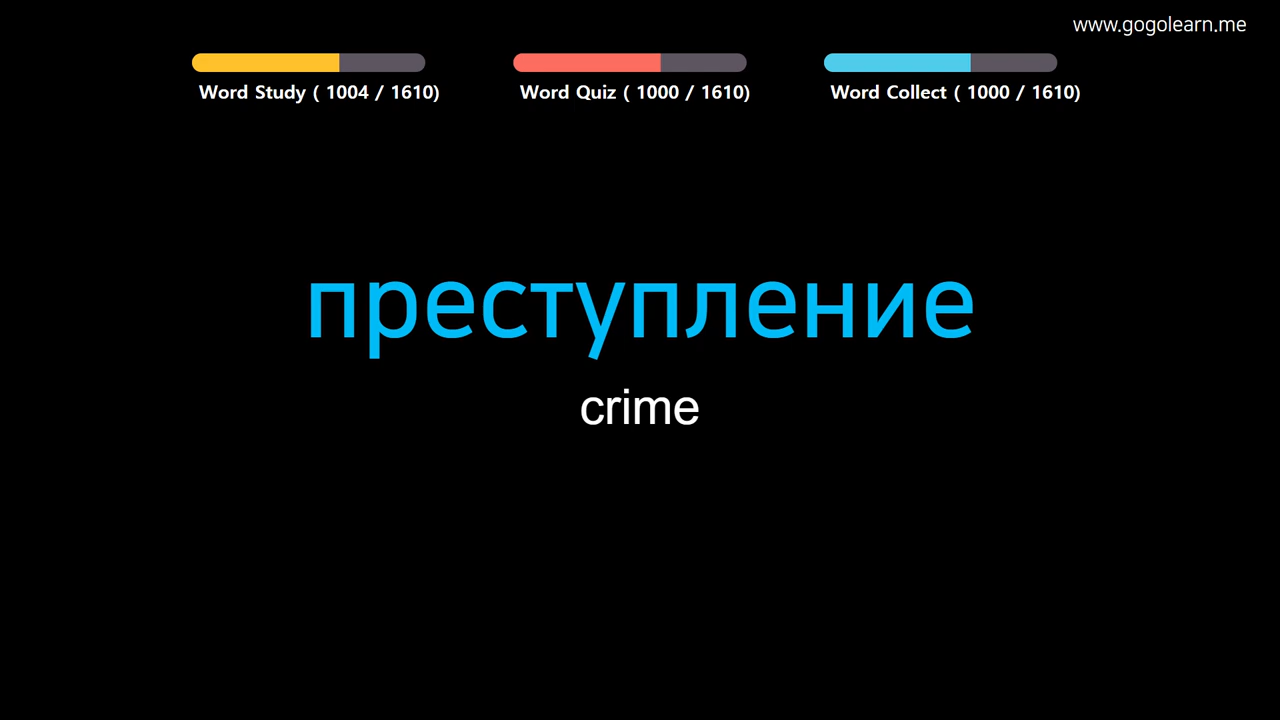 www.gogolearn.me
Word Study ( 1004 / 1610)
Word Quiz ( 1000 / 1610)
Word Collect ( 1000 / 1610)
преступление
crime